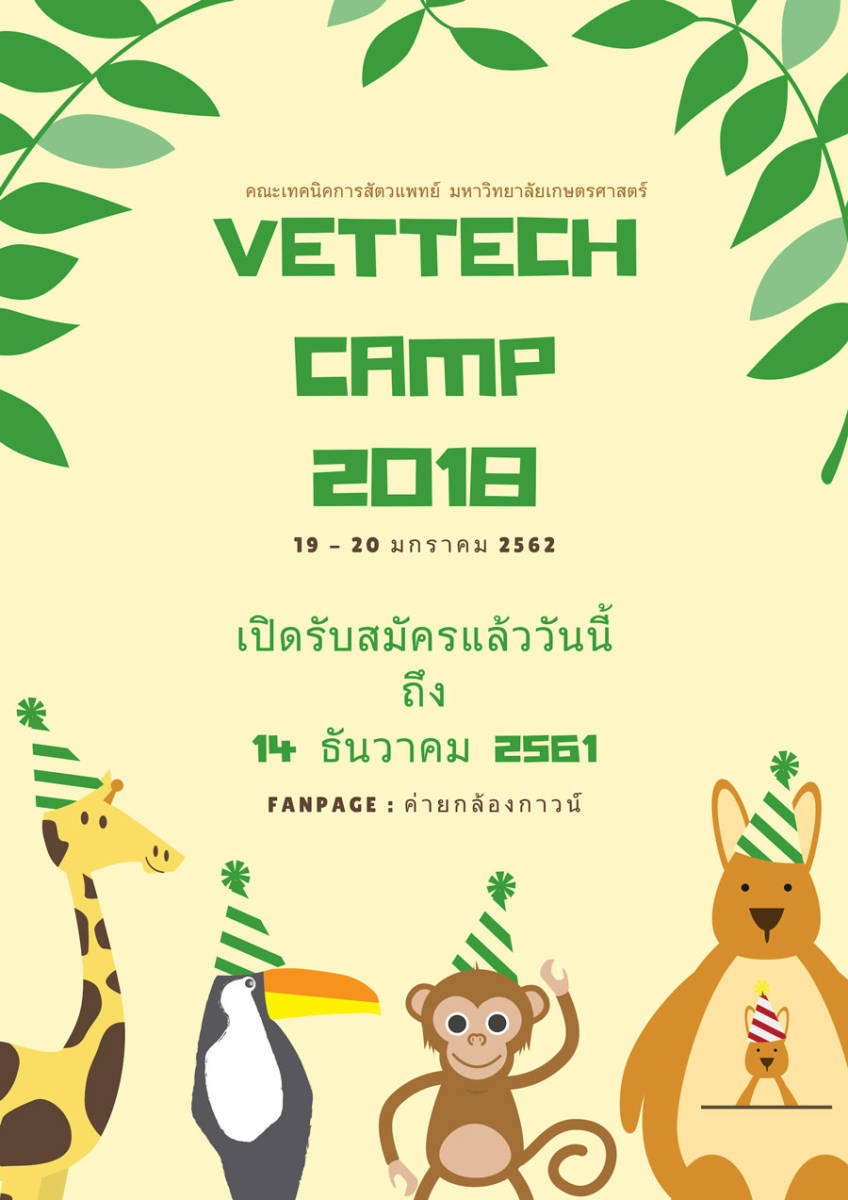 คณะเทคนิคการสัตวแพทย์ มหาวิทยาลัยเกษตรศาสตร์
VETTECH
CAMP
2018
19 – 20 มกราคม 2562
เปิดรับสมัครแล้ววันนี้
ถึง
14 ธันวาคม 2561
FANPAGE : ค่ายกล้องกาวน์